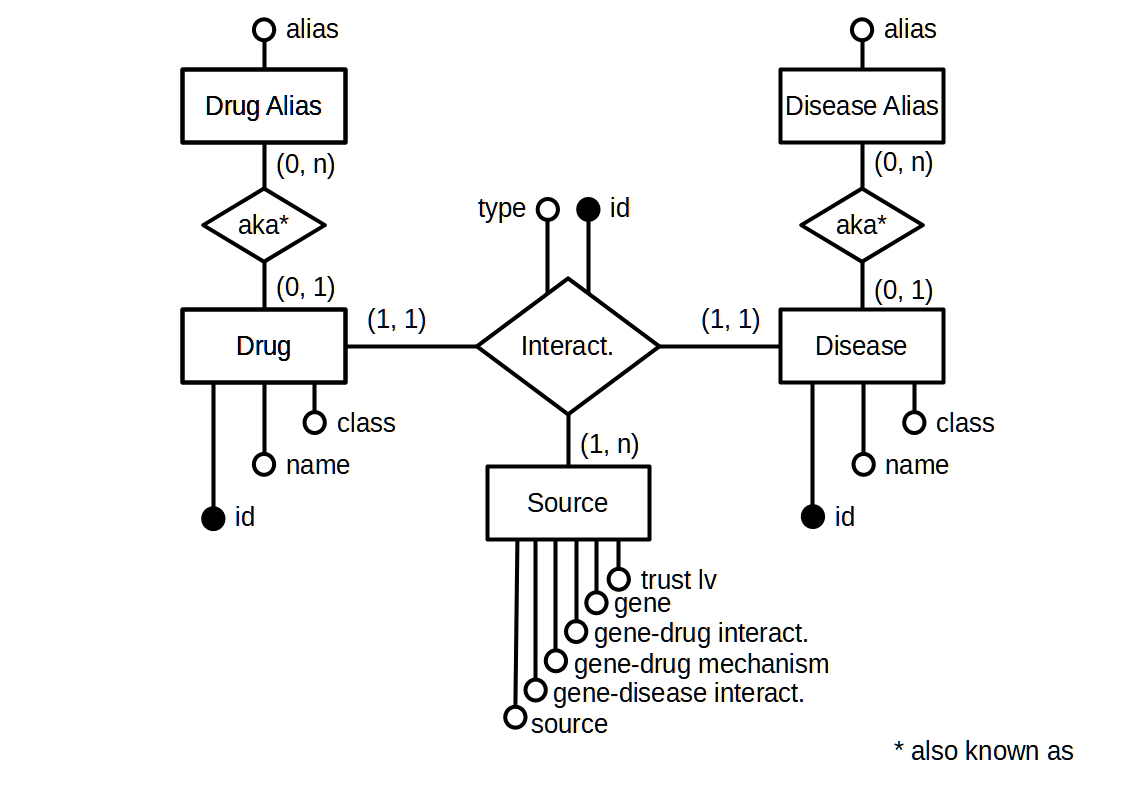 alias
alias
Drug Alias
Disease Alias
(0, n)
(0, n)
type
id
aka*
aka*
(0, 1)
(0, 1)
(1, 1)
(1, 1)
Drug
Interact.
Disease
class
class
(1, n)
name
name
Source
id
id
trust lv
gene
gene-drug interact.
gene-drug mechanism
gene-disease interact.
source
* also known as